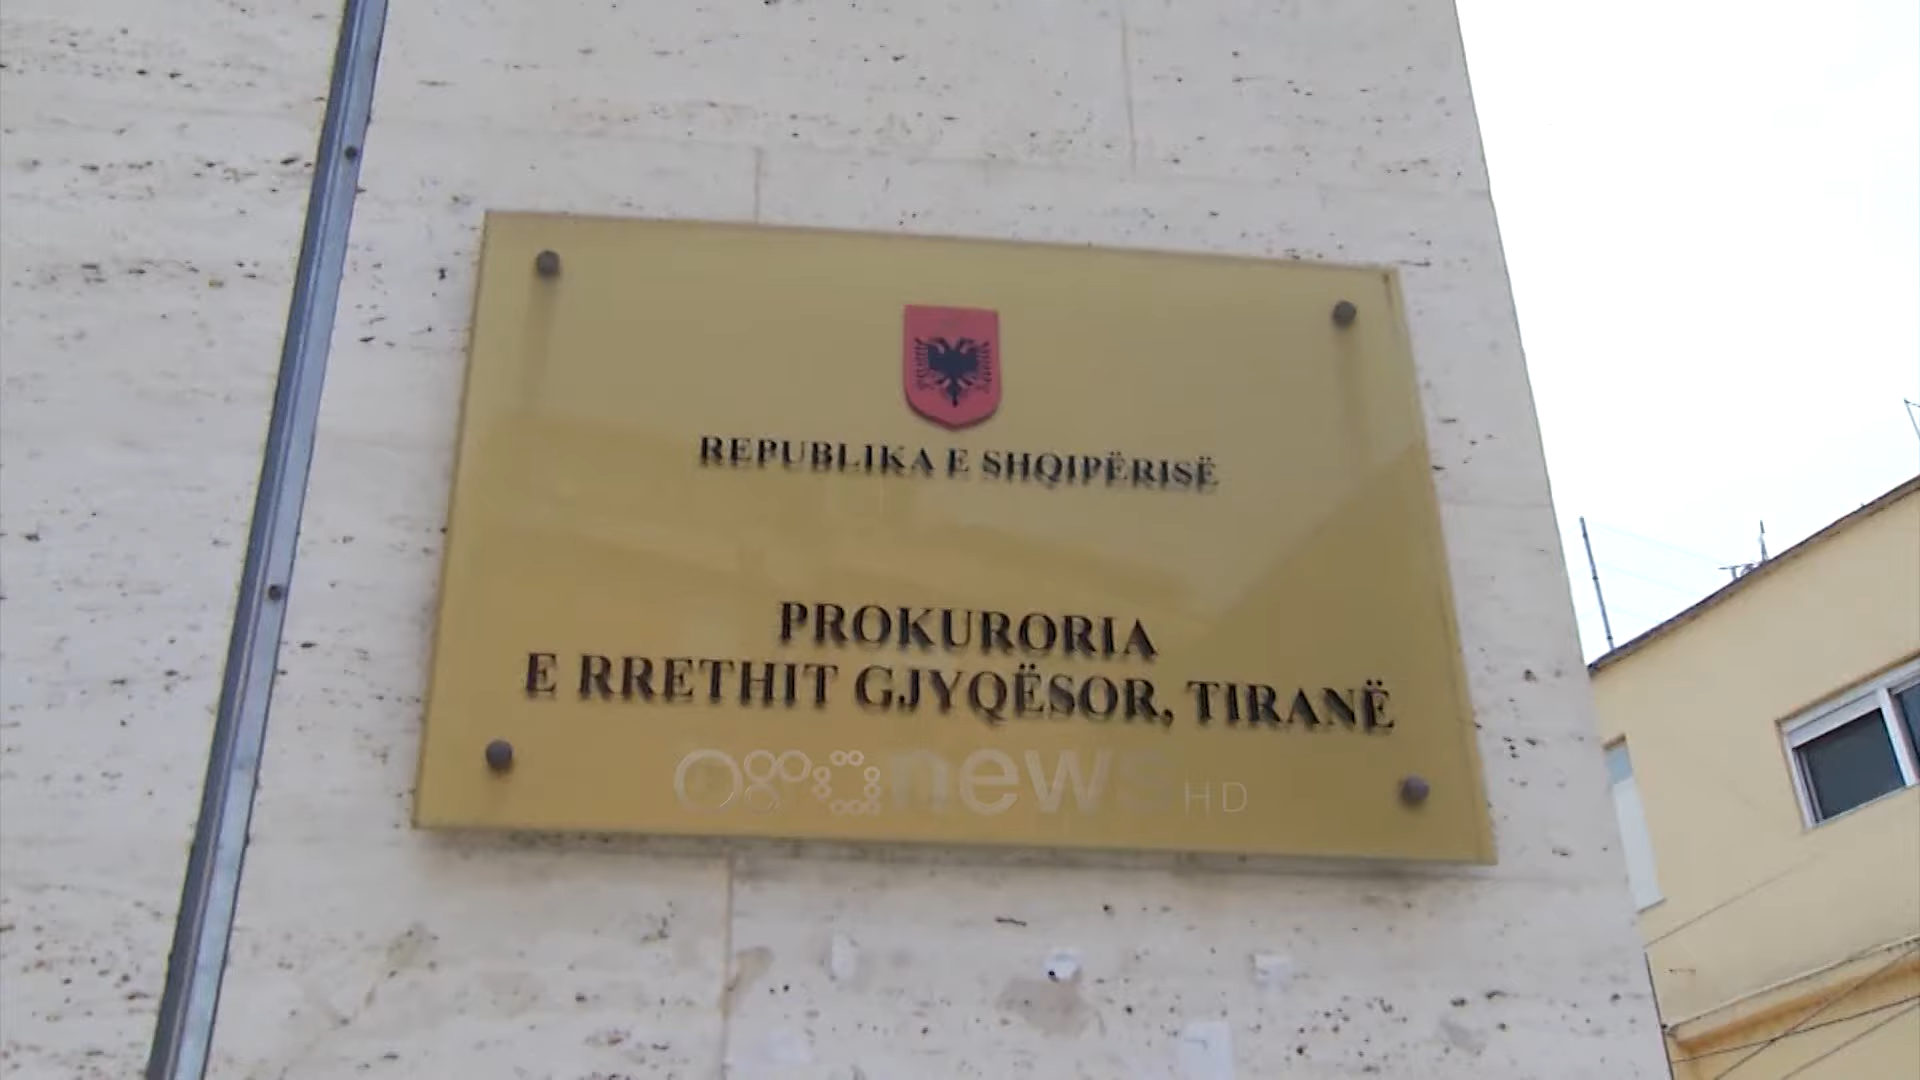 REPUBLIKA E SHQIPËRISË
PROKURORIA
E RRETHIT GJYQËSOR, TIRANË
news HD